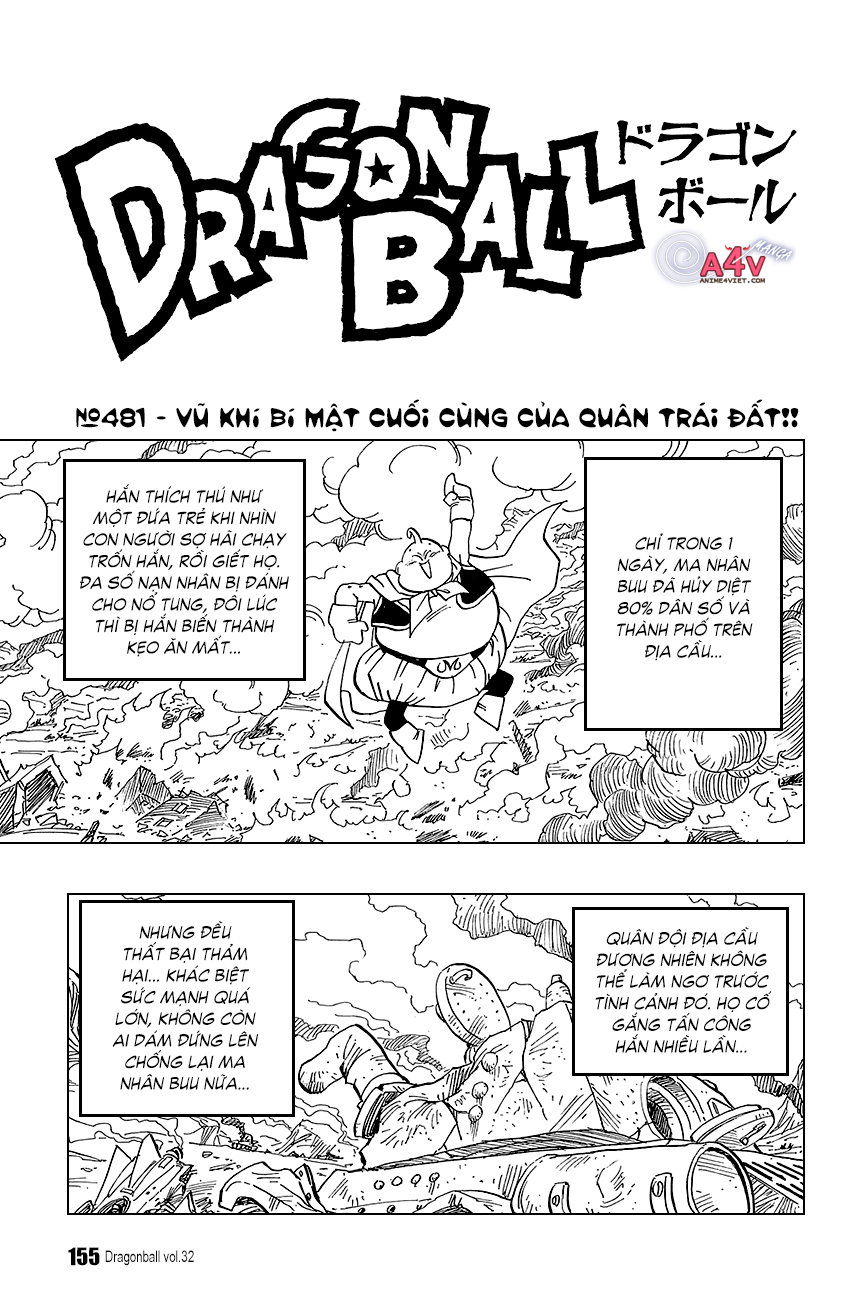 DRAGON BALL
ドラゴン
ボール
A4V
MANGA
ANIME4VIET.COM
№481 - VŨ KHÍ BÍ MẬT CUỐI CÙNG CỦA QUÂN TRÁI ĐẤT!!
CHỈ TRONG 1
NGÀY, MA NHÂN
BUU ĐÃ HỦY DIỆT
80% DÂN SỐ VÀ
THÀNH PHỐ TRÊN
ĐỊA CẦU...
HẮN THÍCH THÚ NHƯ
MỘT ĐỨA TRẺ KHI NHÌN
CON NGƯỜI SỢ HÃI CHẠY
TRỐN HẮN, RỒI GIẾT HỌ.
ĐA SỐ NẠN NHÂN BỊ ĐÁNH
CHO NỔ TUNG, ĐÔI LÚC
THÌ BỊ HẮN BIẾN THÀNH
KẸO ĂN MẤT...
QUÂN ĐỘI ĐỊA CẦU
ĐƯƠNG NHIÊN KHÔNG
THỂ LÀM NGƠ TRƯỚC
TÌNH CẢNH ĐÓ. HỌ CỐ
GẮNG TẤN CÔNG
HẮN NHIỀU LẦN...
NHƯNG ĐỀU
THẤT BẠI THẢM
HẠI... KHÁC BIỆT
SỨC MẠNH QUÁ
LỚN, KHÔNG CÒN
AI DÁM ĐỨNG LÊN
CHỐNG LẠI MA
NHÂN BUU NỮA...
155 Dragonball vol.32